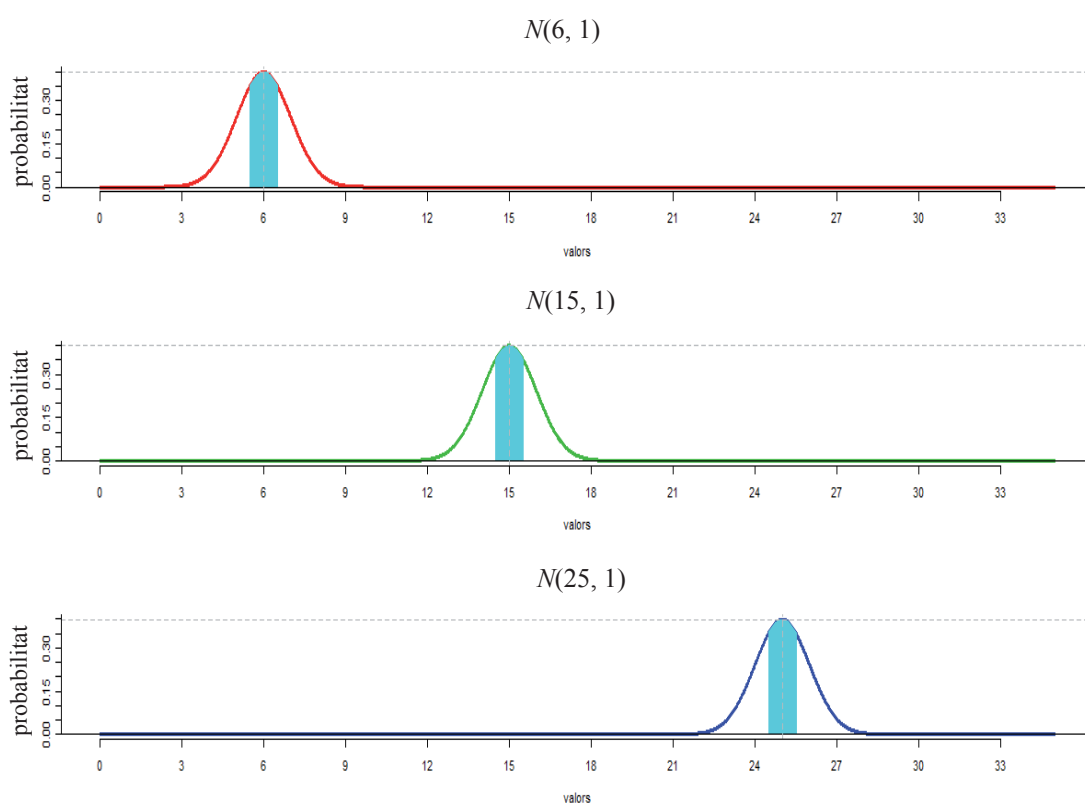 N(6, 1)
probabilitat
0.00 0.15 0.30
0 3 6 9 12 15 18 21 24 27 30 33
valors
N(15, 1)
probabilitat
0.00 0.15 0.30
0 3 6 9 12 15 18 21 24 27 30 33
valors
N(25, 1)
probabilitat
0.00 0.15 0.30
0 3 6 9 12 15 18 21 24 27 30 33
valors